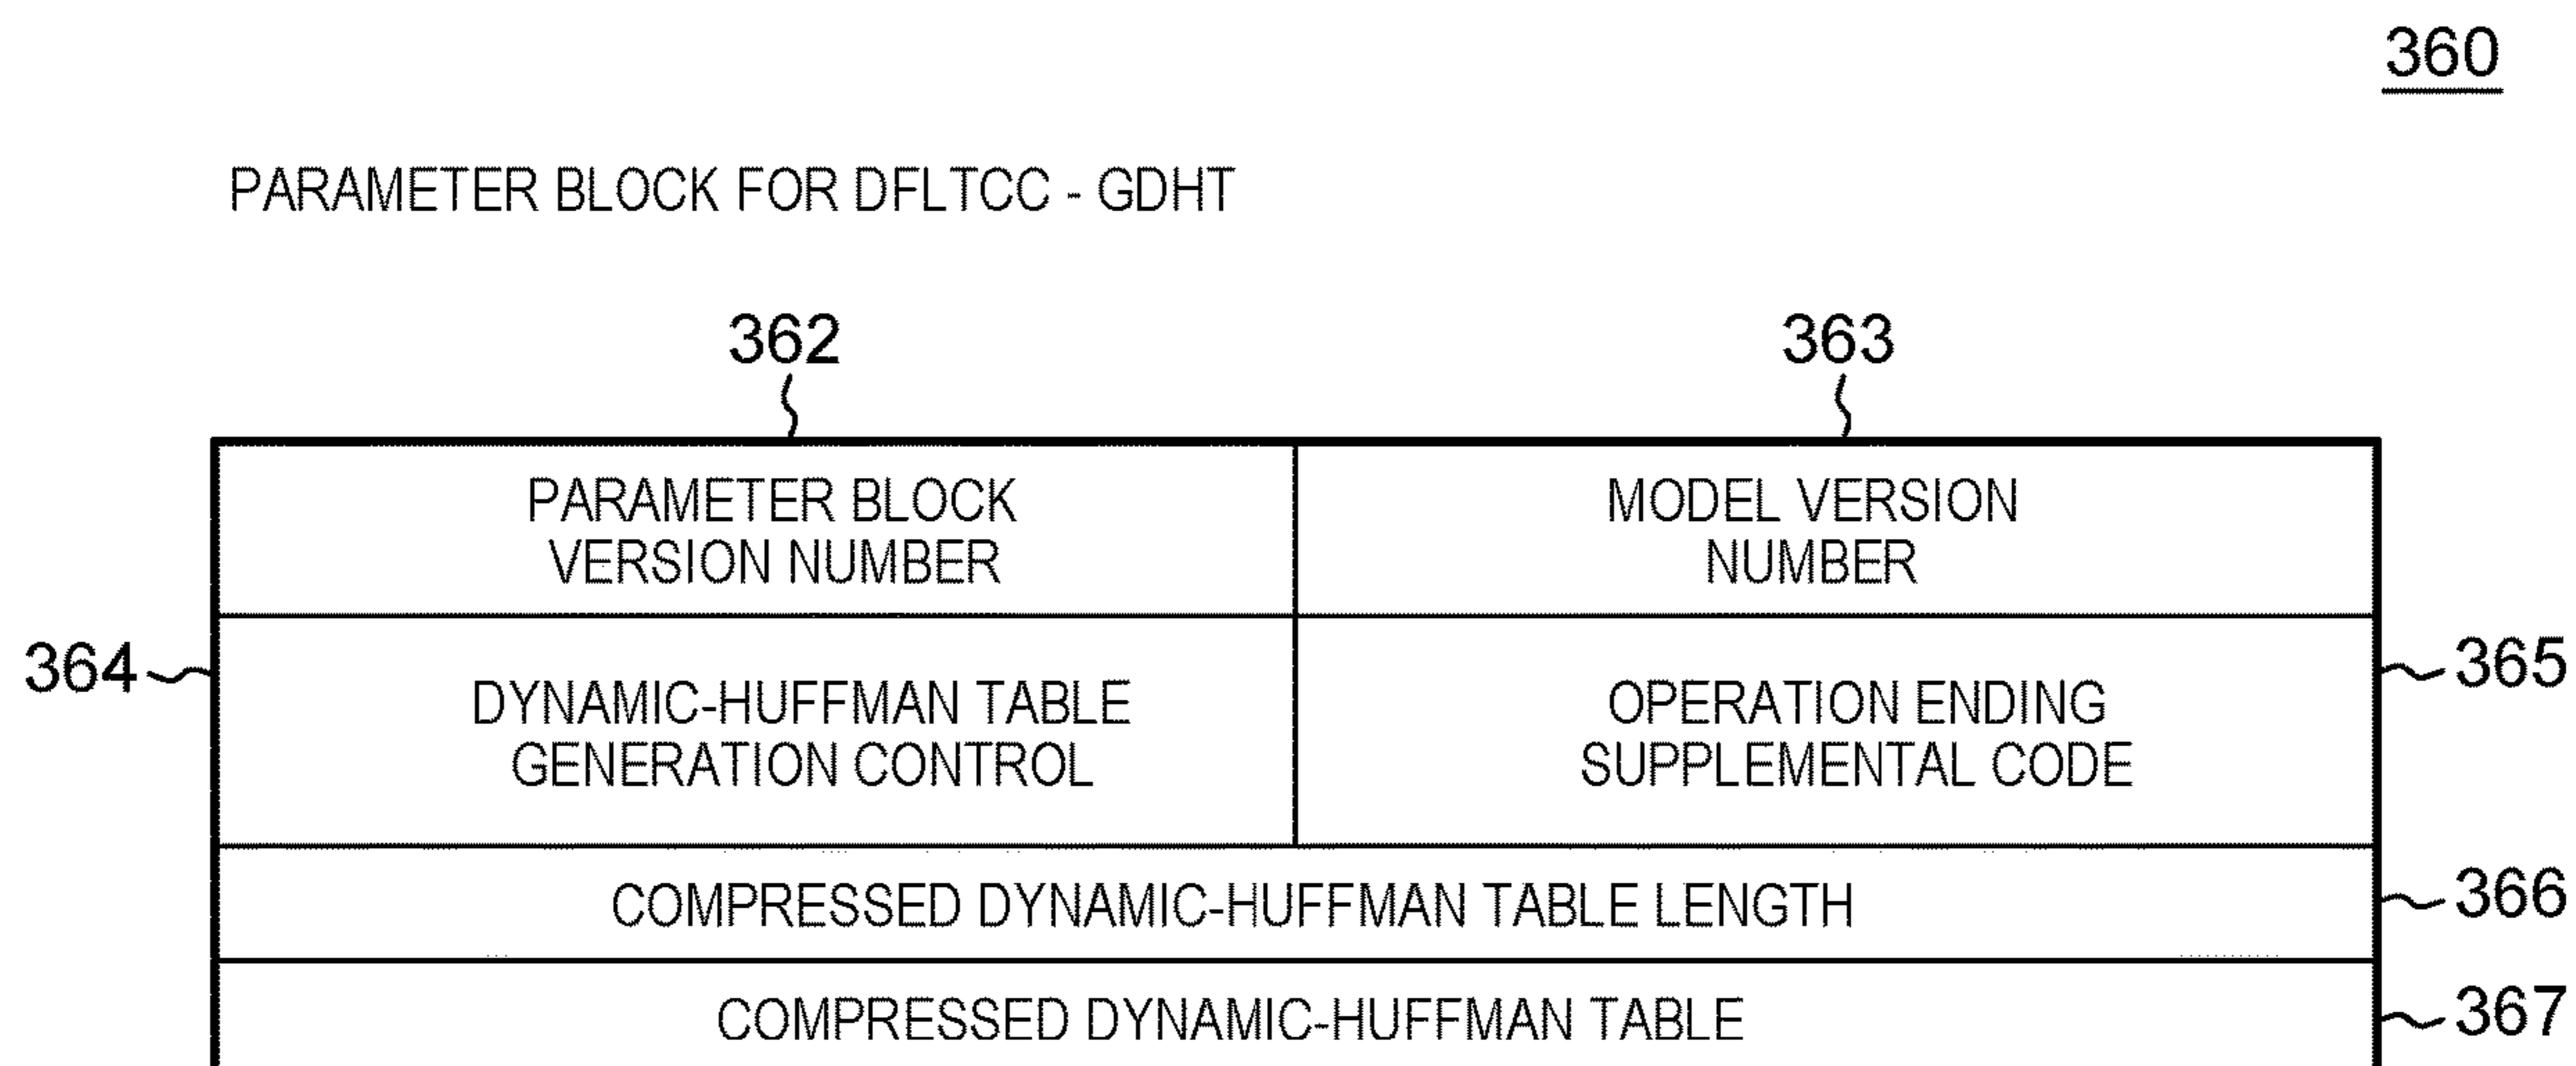 360
PARAMETER BLOCK FOR DFLTCC - GDHT
362
363
PARAMETER BLOCK
VERSION NUMBER
MODEL VERSION
NUMBER
364
DYNAMIC-HUFFMAN TABLE
GENERATION CONTROL
OPERATION ENDING
SUPPLEMENTAL CODE
365
COMPRESSED DYNAMIC-HUFFMAN TABLE LENGTH
366
COMPRESSED DYNAMIC-HUFFMAN TABLE
367